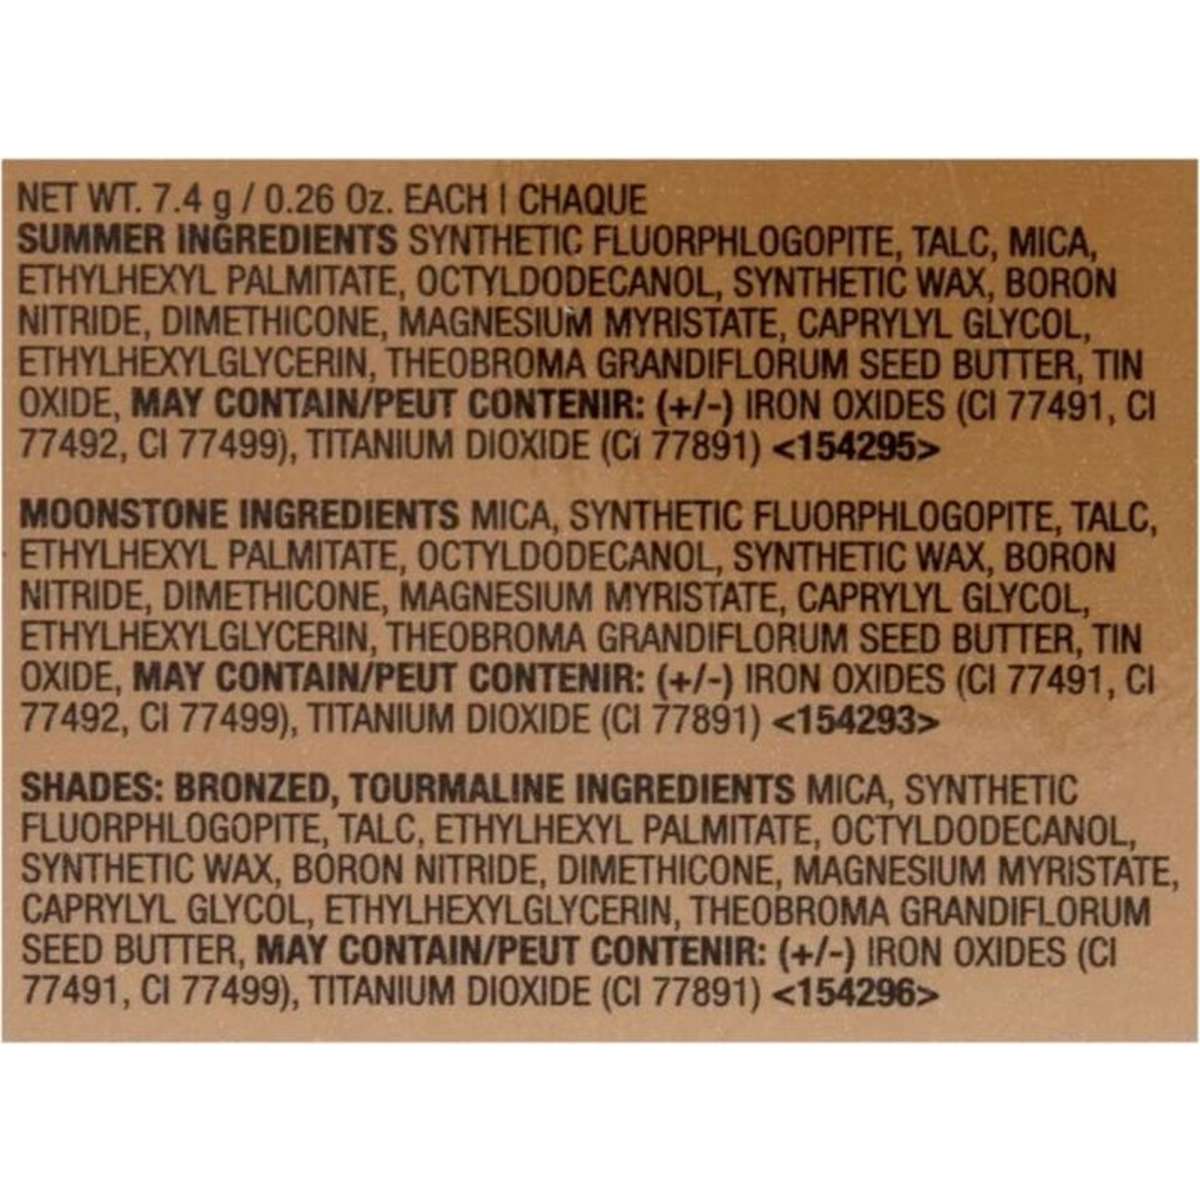 NET WT. 7.4 g / 0.26 Oz. EACH | CHAQUE
SUMMER INGREDIENTS SYNTHETIC FLUORPHLOGOPITE, TALC, MICA,
ETHYLHEXYL PALMITATE, OCTYLDODECANOL, SYNTHETIC WAX, BORON
NITRIDE, DIMETHICONE, MAGNESIUM MYRISTATE, CAPRYLYL GLYCOL,
ETHYLHEXYLGLYCERIN, THEOBROMA GRANDIFLORUM SEED BUTTER, TIN
OXIDE, MAY CONTAIN/PEUT CONTENIR: (+/-) IRON OXIDES (CI 77491, CI
77492, CI 77499), TITANIUM DIOXIDE (CI 77891) <154295>
MOONSTONE INGREDIENTS MICA, SYNTHETIC FLUORPHLOGOPITE, TALC,
ETHYLHEXYL PALMITATE, OCTYLDODECANOL, SYNTHETIC WAX, BORON
NITRIDE, DIMETHICONE, MAGNESIUM MYRISTATE, CAPRYLYL GLYCOL,
ETHYLHEXYLGLYCERIN, THEOBROMA GRANDIFLORUM SEED BUTTER, TIN
OXIDE, MAY CONTAIN/PEUT CONTENIR: (+/-) IRON OXIDES (CI 77491, CI
77492, CI 77499), TITANIUM DIOXIDE (CI 77891) <154293>
SHADES: BRONZED, TOURMALINE INGREDIENTS MICA, SYNTHETIC
FLUORPHLOGOPITE, TALC, ETHYLHEXYL PALMITATE, OCTYLDODECANOL,
SYNTHETIC WAX, BORON NITRIDE, DIMETHICONE, MAGNESIUM MYRISTATE,
CAPRYLYL GLYCOL, ETHYLHEXYLGLYCERIN, THEOBROMA GRANDIFLORUM
SEED BUTTER, MAY CONTAIN/PEUT CONTENIR: (+/-) IRON OXIDES (CI
77491, CI 77499), TITANIUM DIOXIDE (CI 77891) <154296>